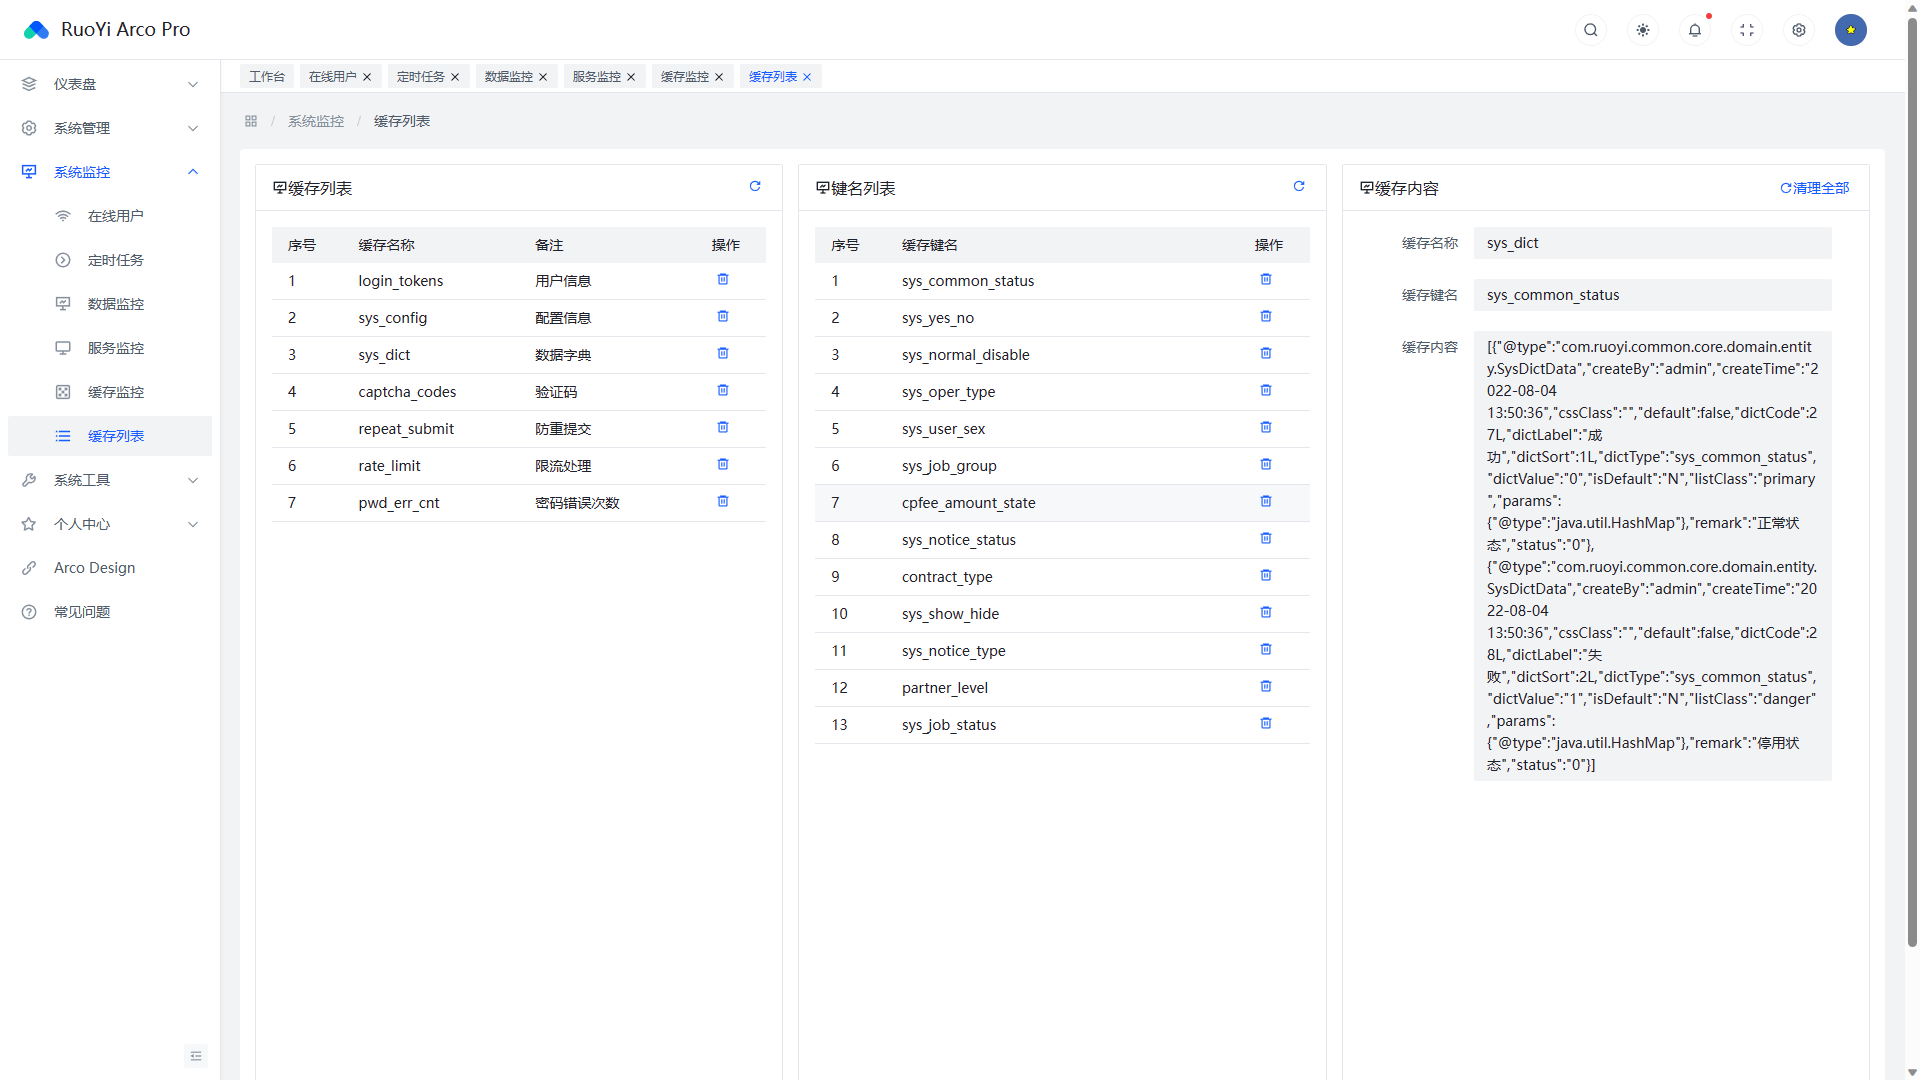 RuoYi Arco Pro
仪表盘
系统管理
系统监控
在线用户
定时任务
数据监控
服务监控
缓存监控
缓存列表
系统工具
个人中心
Arco Design
常见问题
工作台 在线用户 定时任务 数据监控 服务监控 缓存监控 缓存列表
/ 系统监控 / 缓存列表
缓存列表
序号 缓存名称 备注 操作
1 login_tokens 用户信息
2 sys_config 配置信息
3 sys_dict 数据字典
4 captcha_codes 验证码
5 repeat_submit 防重提交
6 rate_limit 限流处理
7 pwd_err_cnt 密码错误次数
键名列表
序号 缓存键名 操作
1 sys_common_status
2 sys_yes_no
3 sys_normal_disable
4 sys_oper_type
5 sys_user_sex
6 sys_job_group
7 cpfee_amount_state
8 sys_notice_status
9 contract_type
10 sys_show_hide
11 sys_notice_type
12 partner_level
13 sys_job_status
缓存内容 清理全部
缓存名称 sys_dict
缓存键名 sys_common_status
缓存内容 [{"@type":"com.ruoyi.common.core.domain.entit
y.SysDictData","createBy":"admin","createTime":"2
022-08-04
13:50:36","cssClass":"","default":false,"dictCode":2
7L,"dictLabel":"成
功","dictSort":1L,"dictType":"sys_common_status",
"dictValue":"0","isDefault":"N","listClass":"primary
","params":
{"@type":"java.util.HashMap"},"remark":"正常状
态","status":"0"},
{"@type":"com.ruoyi.common.core.domain.entity.
SysDictData","createBy":"admin","createTime":"20
22-08-04
13:50:36","cssClass":"","default":false,"dictCode":2
8L,"dictLabel":"失
败","dictSort":2L,"dictType":"sys_common_status",
"dictValue":"1","isDefault":"N","listClass":"danger"
,"params":
{"@type":"java.util.HashMap"},"remark":"停用状
态","status":"0"}]